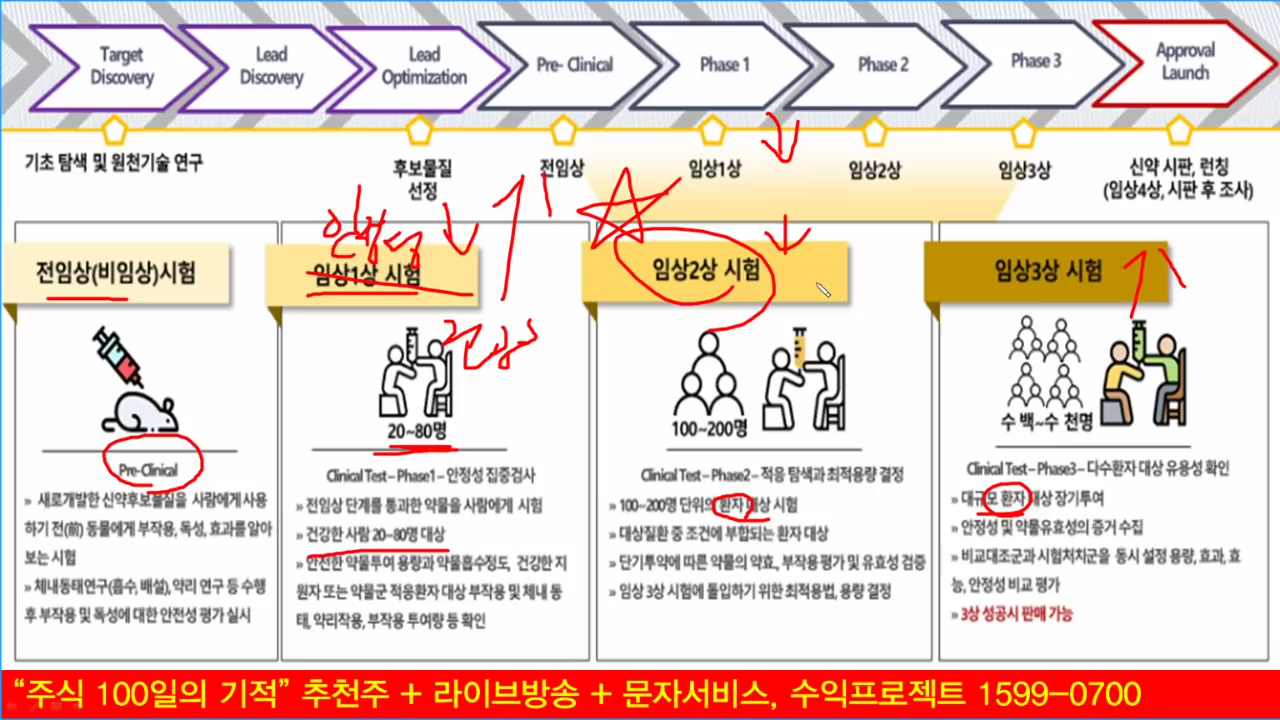 Target
Discovery
Lead
Discovery
Lead
Optimization
Pre- Clinical
Phase 1
Phase 2
Phase 3
Approval
Launch
기초 탐색 및 원천기술 연구
후보물질
선정
전임상
임상1상
임상2상
임상3상
신약 시판, 런칭
(임상4상, 시판 후 조사)
전임상(비임상)시험
Pre-Clinical
» 새로개발한 신약후보물질을 사람에게 사용
하기 전(前) 동물에게 부작용, 독성, 효과를 알아
보는 시험
» 체내동태연구(흡수, 배설), 약리 연구 등 수행
후 부작용 및 독성에 대한 안전성 평가 실시
안정성
임상1상 시험
20~80명
Clinical Test – Phase1 – 안정성 집중검사
» 전임상 단계를 통과한 약물을 사람에게 시험
» 건강한 사람 20~80명 대상
» 안전한 약물투여 용량과 약물흡수정도, 건강한 지
원자 또는 약물군 적응환자 대상 부작용 및 체내 동
태, 약리작용, 부작용 투여량 등 확인
임상2상 시험
100~200명
Clinical Test – Phase2 – 적응 탐색과 최적용량 결정
» 100~200명 단위의 환자 대상 시험
» 대상질환 중 조건에 부합되는 환자 대상
» 단기투약에 따른 약물의 약효, 부작용 평가 및 유효성 검증
» 임상 3상 시험에 돌입하기 위한 최적용법, 용량 결정
임상3상 시험
수 백~수 천명
Clinical Test – Phase3 – 다수환자 대상 유용성 확인
» 대규모 환자 대상 장기투여
» 안정성 및 약물유효성의 증거 수집
» 비교대조군과 시험처치군을 동시 설정 용량, 효과, 효
능, 안정성 비교 평가
» 3상 성공시 판매 가능
“주식 100일의 기적” 추천주 + 라이브방송 + 문자서비스, 수익프로젝트 1599-0700